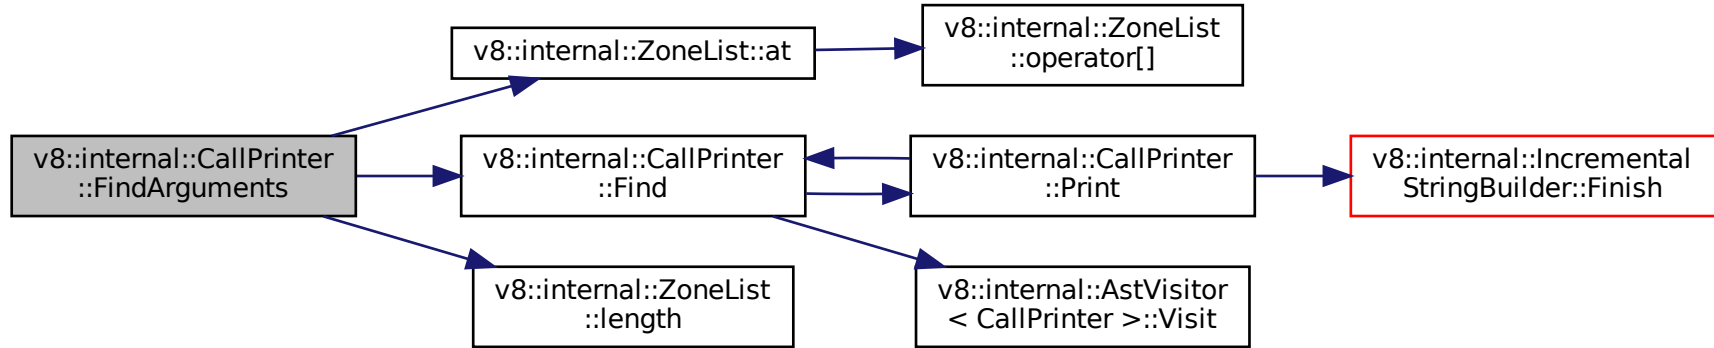 v8::internal::CallPrinter
::FindArguments
v8::internal::ZoneList::at
v8::internal::ZoneList
::operator[]
v8::internal::CallPrinter
::Find
v8::internal::CallPrinter
::Print
v8::internal::Incremental
StringBuilder::Finish
v8::internal::ZoneList
::length
v8::internal::AstVisitor
< CallPrinter >::Visit